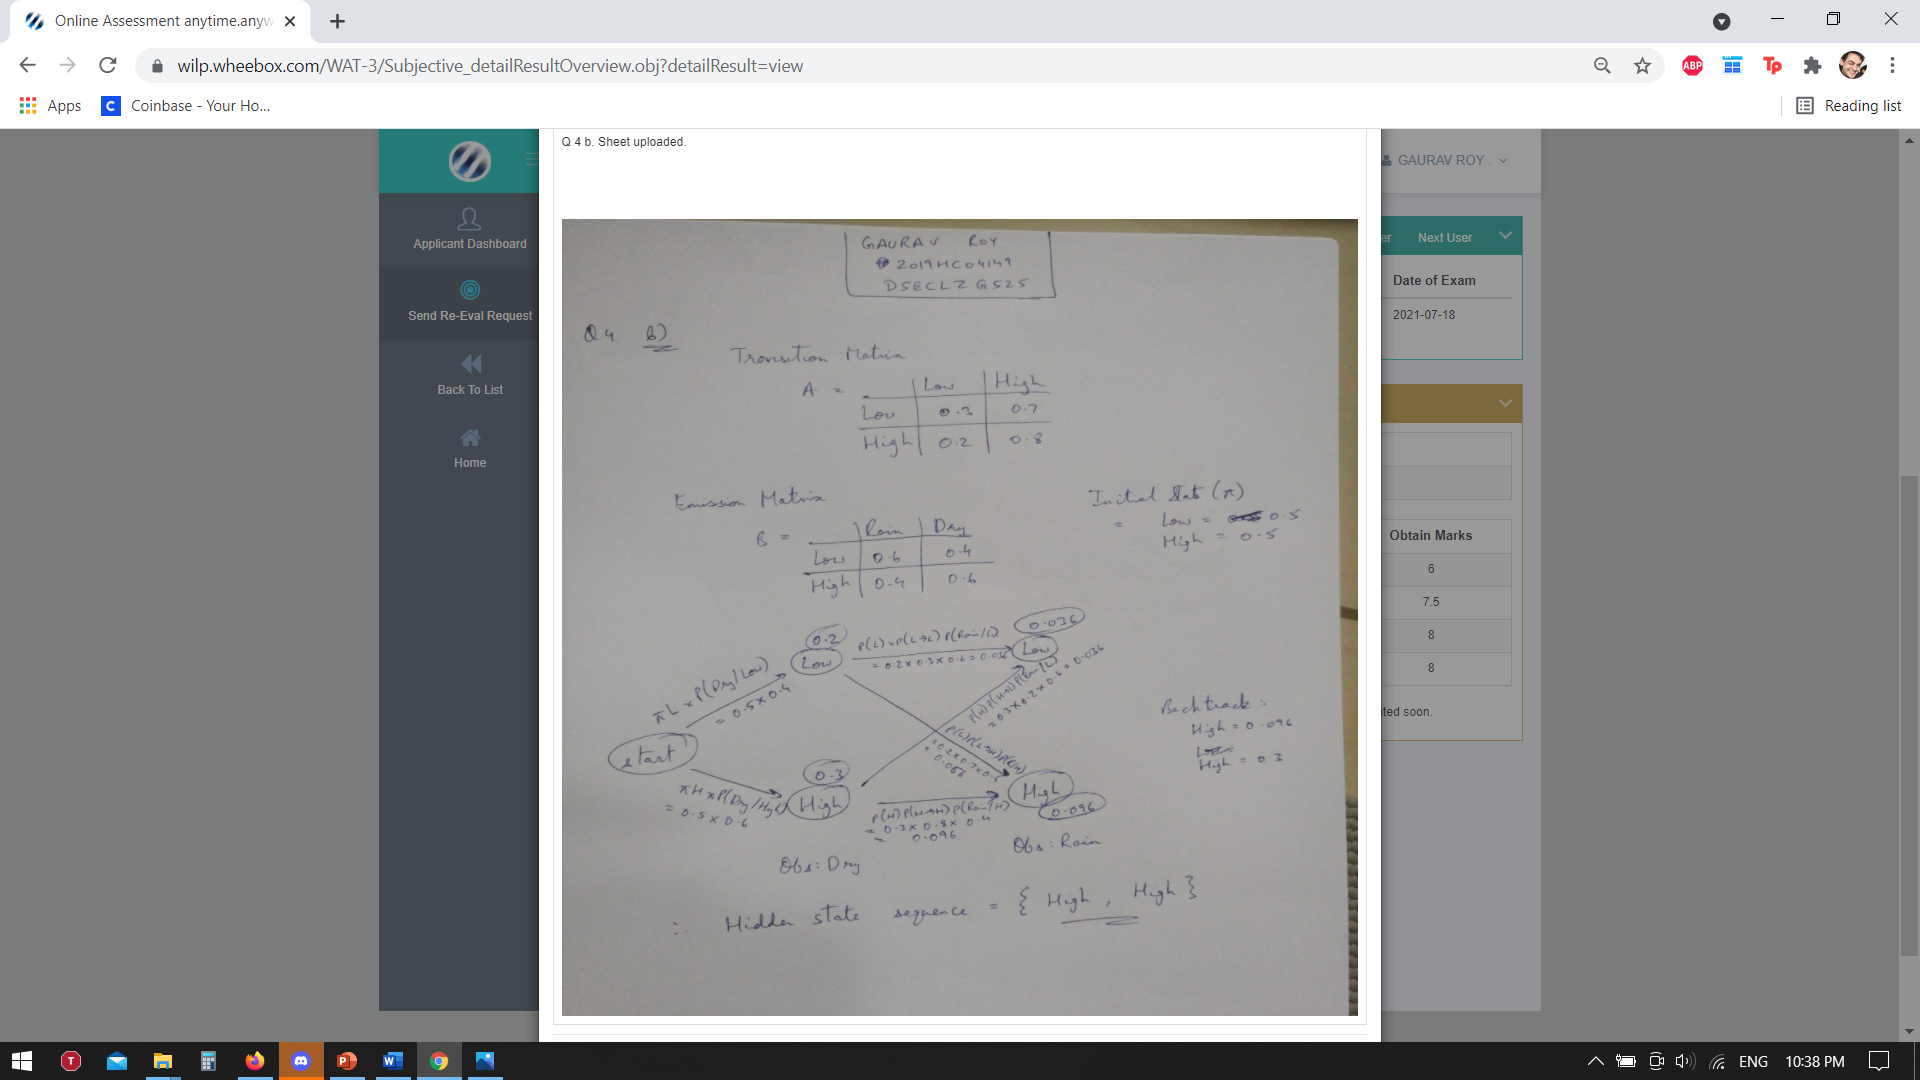 Online Assessment anytime.anyw
wilp.wheebox.com/WAT-3/Subjective_detailResultOverview.obj?detailResult=view
ABP
Tp
Apps
C Coinbase - Your Ho...
Reading list
Q 4 b. Sheet uploaded.
GAURAV ROY .
Applicant Dashboard
Send Re-Eval Request
Back To List
Home
er Next User
Date of Exam
2021-07-18
Obtain Marks
6
7.5
8
8
ted soon.
GAURAV ROY
2019HC04149
DSECLZG525
Q4 b)
Transition Matrix
A =
Low High
Low 0.3 0.7
High 0.2 0.8
Emission Matrix
B =
Rain Dry
Low 0.6 0.4
High 0.4 0.6
Initial State (π)
= Low = 0.5
High = 0.5
0.2
Low
0.036
Low
P(L)×P(L→L) P(Rain/L)
= 0.2×0.3×0.6 = 0.036
πL × P(Dry/Low)
= 0.5×0.4
P(H)P(H→L)P(Rain/L)
= 0.3×0.2×0.6 = 0.036
P(L)P(L→H)P(R/H)
= 0.2×0.7×0.4
= 0.056
start
πH×P(Dry/High)
= 0.5×0.6
0.3
High
P(H)P(H→H)P(Rain/H)
= 0.3×0.8×0.4
= 0.096
High
0.096
Backtrack :
High = 0.096
High = 0.3
Obs: Dry
Obs: Rain
∴ Hidden state sequence = { High , High }
T
P
W
ENG
10:38 PM